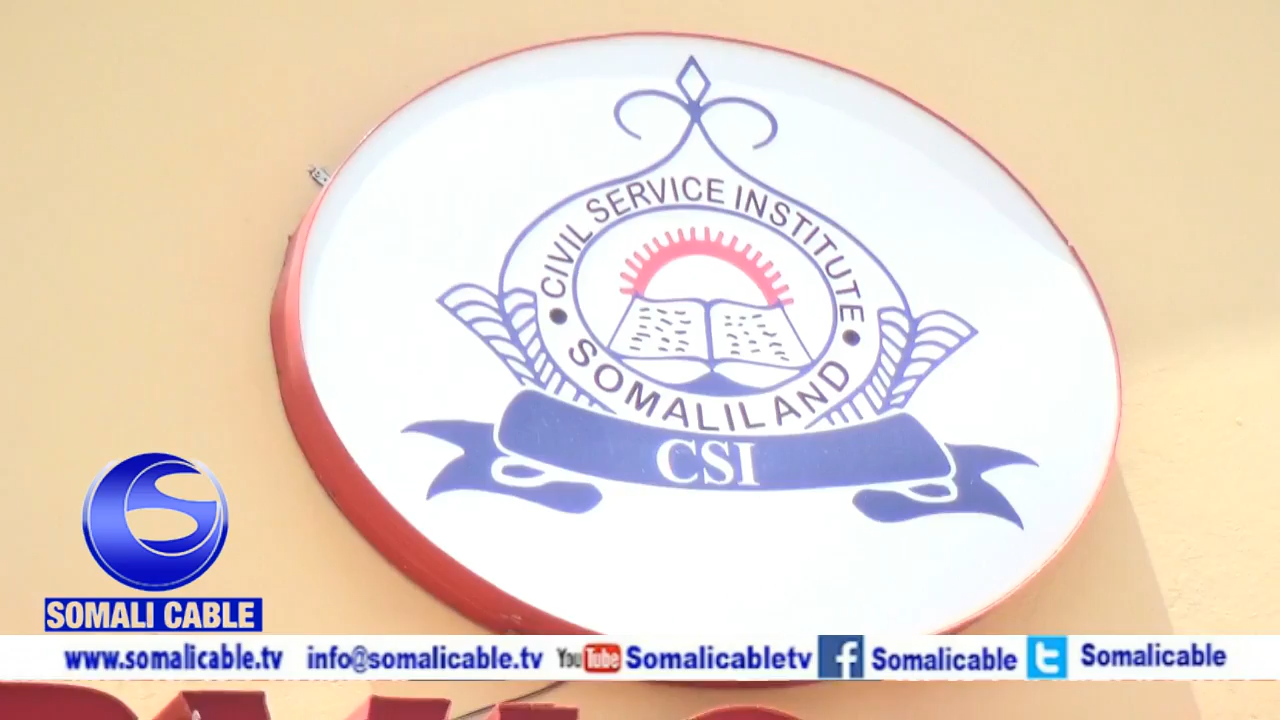 CIVIL SERVICE INSTITUTE
SOMALILAND
CSI
SOMALI CABLE
www.somalicable.tv info@somalicable.tv YouTube Somalicabletv f Somalicable t Somalicable